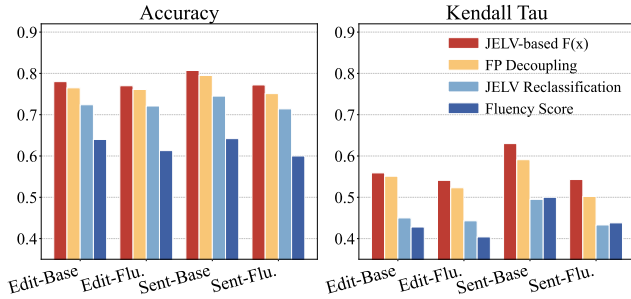 Accuracy
0.9
0.8
0.7
0.6
0.5
0.4
Edit-Base
Edit-Flu.
Sent-Base
Sent-Flu.
Kendall Tau
0.9
0.8
0.7
0.6
0.5
0.4
JELV-based F(x)
FP Decoupling
JELV Reclassification
Fluency Score
Edit-Base
Edit-Flu.
Sent-Base
Sent-Flu.